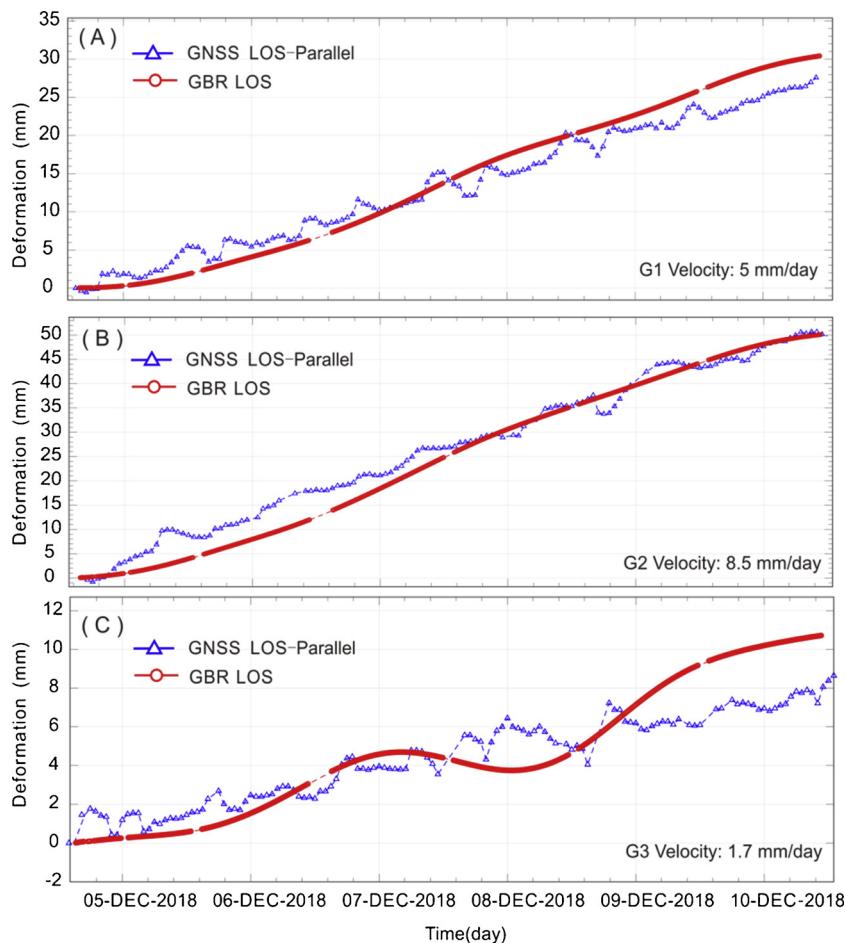 ( A )
GNSS LOS-Parallel
GBR LOS
Deformation (mm)
35
30
25
20
15
10
5
0
G1 Velocity: 5 mm/day
( B )
GNSS LOS-Parallel
GBR LOS
Deformation (mm)
50
45
40
35
30
25
20
15
10
5
0
G2 Velocity: 8.5 mm/day
( C )
GNSS LOS-Parallel
GBR LOS
Deformation (mm)
12
10
8
6
4
2
0
-2
G3 Velocity: 1.7 mm/day
05-DEC-2018 06-DEC-2018 07-DEC-2018 08-DEC-2018 09-DEC-2018 10-DEC-2018
Time(day)